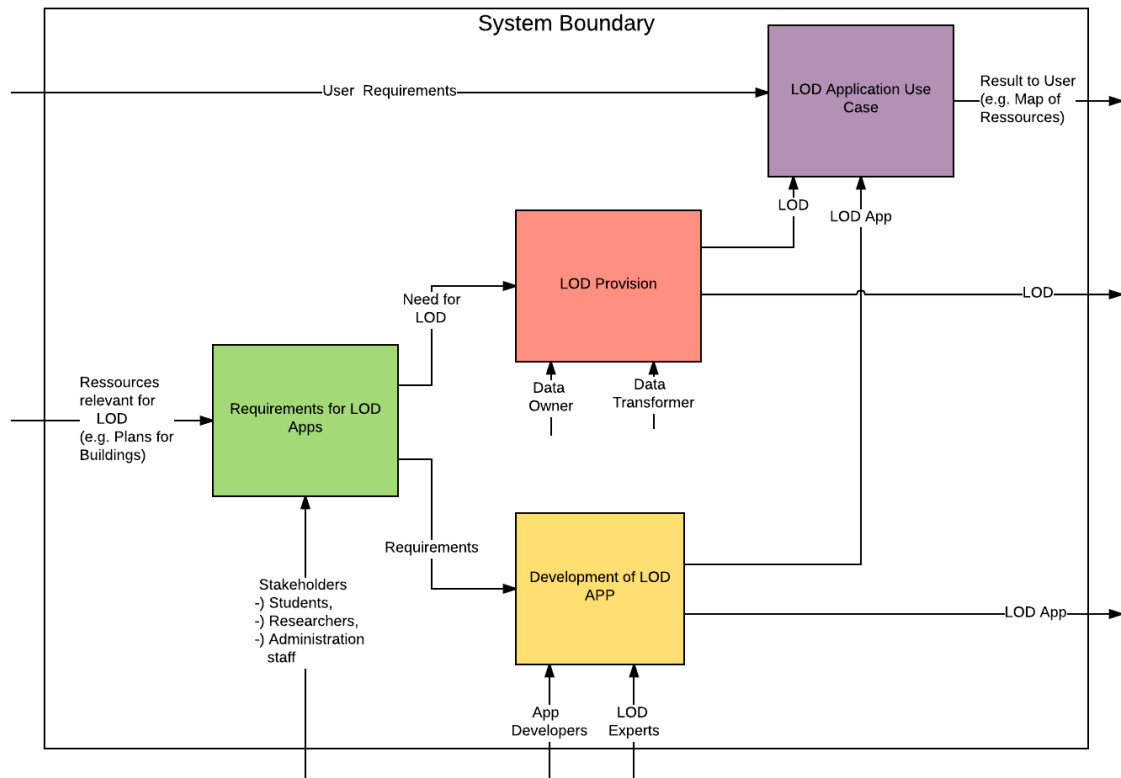 System Boundary
User  Requirements
LOD Application Use
Case
Result to User
(e.g. Map of
Ressources)
LOD
LOD App
LOD Provision
LOD
Need for
LOD
Data
Owner
Data
Transformer
Ressources
relevant for
LOD
(e.g. Plans for
Buildings)
Requirements for LOD
Apps
Requirements
Development of LOD
APP
LOD App
Stakeholders
-) Students,
-) Researchers,
-) Administration
staff
App
Developers
LOD
Experts